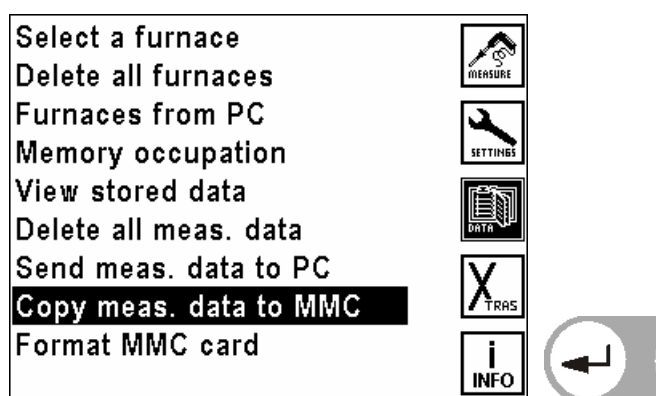 Select a furnace
Delete all furnaces
Furnaces from PC
Memory occupation
View stored data
Delete all meas. data
Send meas. data to PC
Copy meas. data to MMC
Format MMC card
MEASURE
SETTINGS
DATA
XTRAS
i
INFO